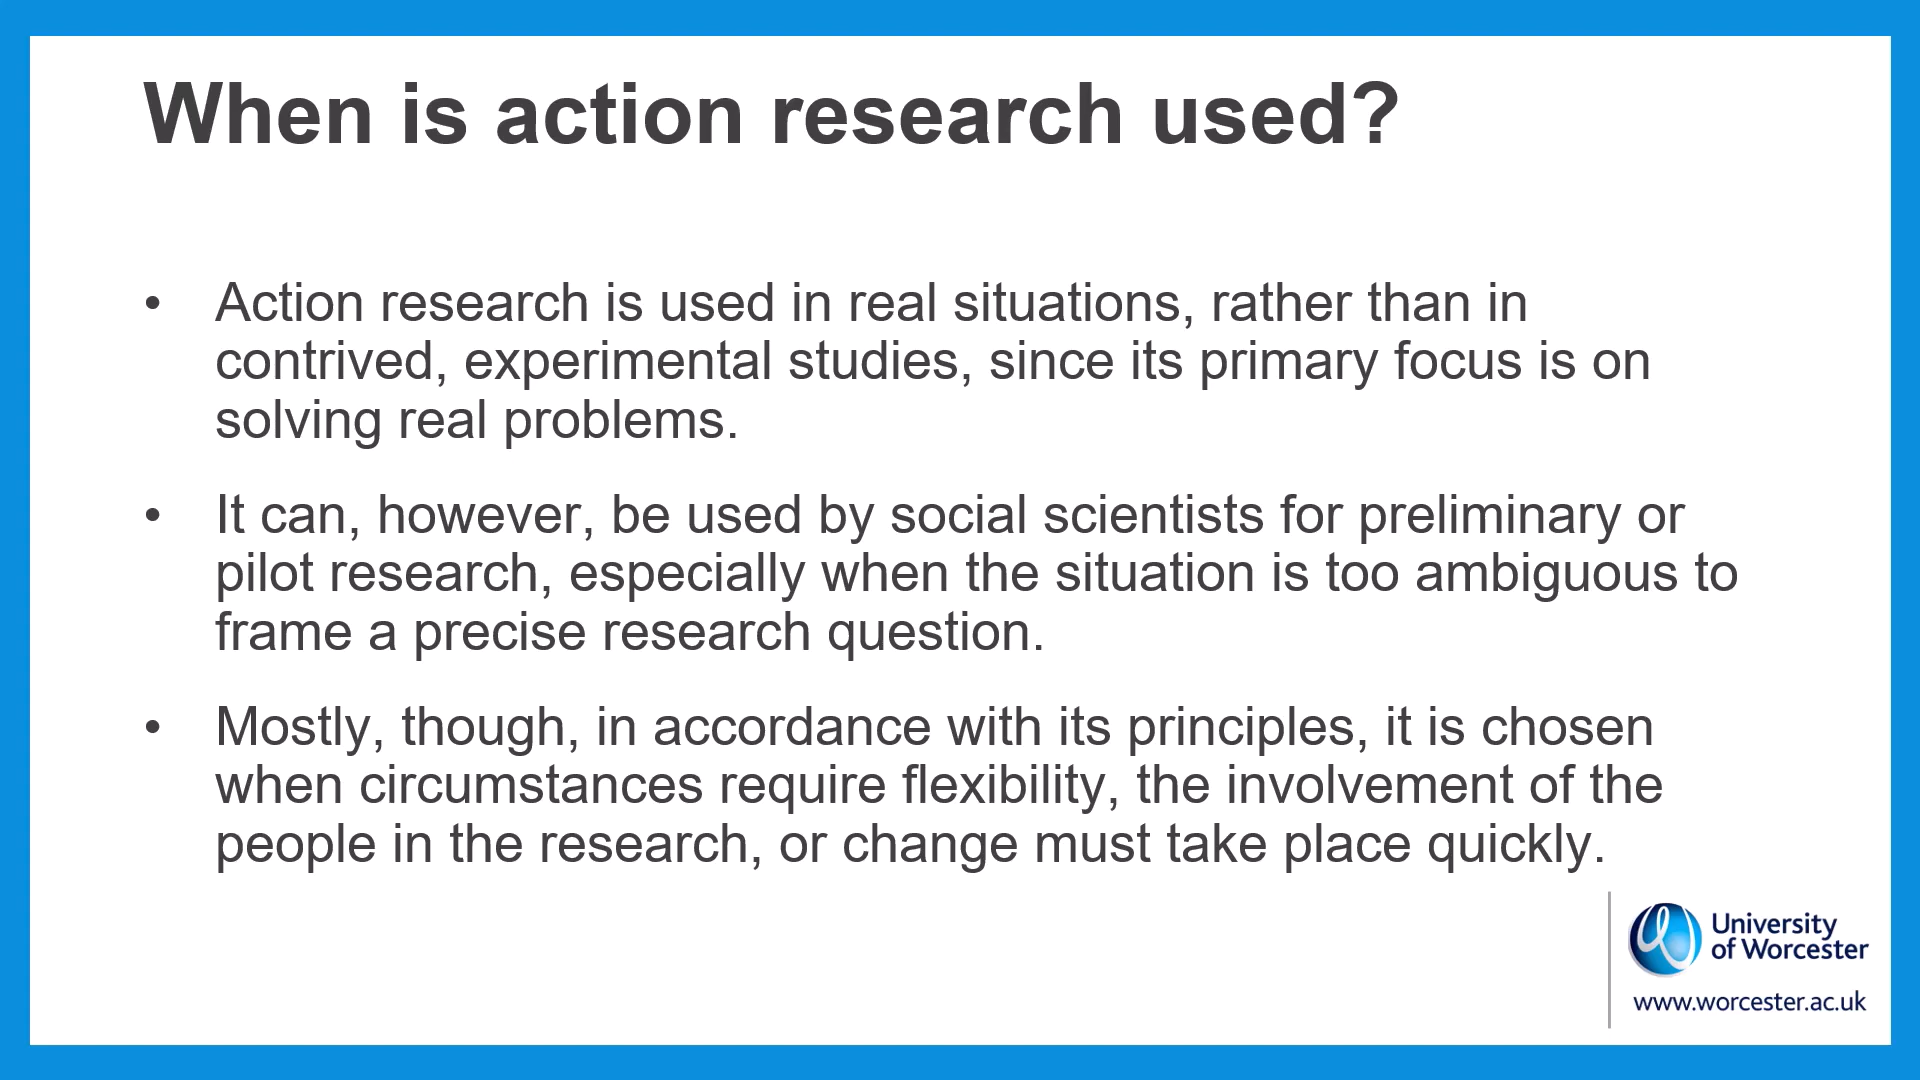 When is action research used?
• Action research is used in real situations, rather than in
contrived, experimental studies, since its primary focus is on
solving real problems.
• It can, however, be used by social scientists for preliminary or
pilot research, especially when the situation is too ambiguous to
frame a precise research question.
• Mostly, though, in accordance with its principles, it is chosen
when circumstances require flexibility, the involvement of the
people in the research, or change must take place quickly.
University
of Worcester
www.worcester.ac.uk